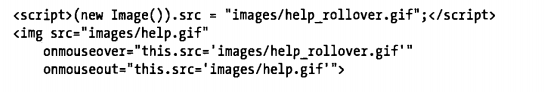 <script>(new Image()).src = "images/help_rollover.gif";</script>
<img src="images/help.gif"
    onmouseover="this.src='images/help_rollover.gif'"
    onmouseout="this.src='images/help.gif'">